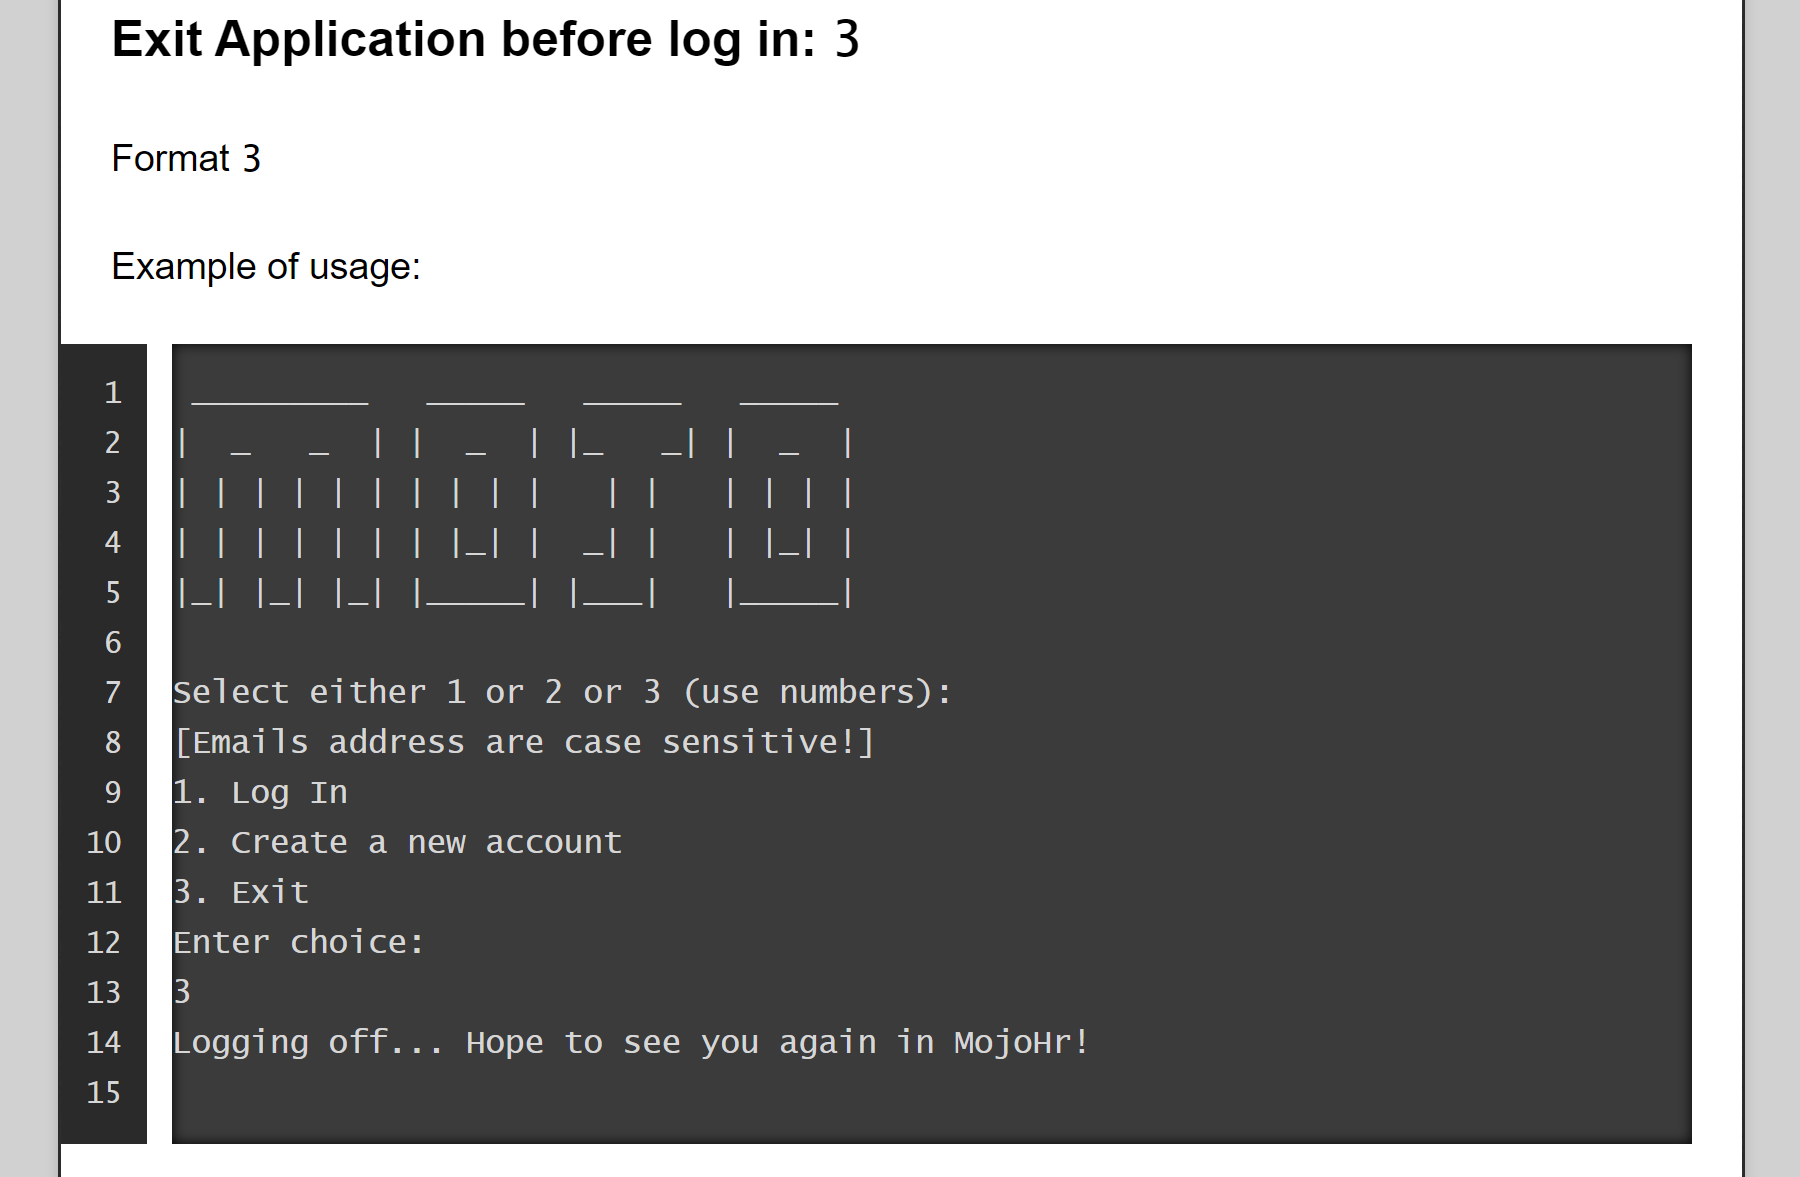 Exit Application before log in: 3
Format 3
Example of usage:
1  _________   _____   _____   _____
2 |  _   _  | |  _  | |_   _| |  _  |
3 | | | | | | | | | |   | |   | | | |
4 | | | | | | | |_| |  _| |   | |_| |
5 |_| |_| |_| |_____| |___|   |_____|
6
7 Select either 1 or 2 or 3 (use numbers):
8 [Emails address are case sensitive!]
9 1. Log In
10 2. Create a new account
11 3. Exit
12 Enter choice:
13 3
14 Logging off... Hope to see you again in MojoHr!
15